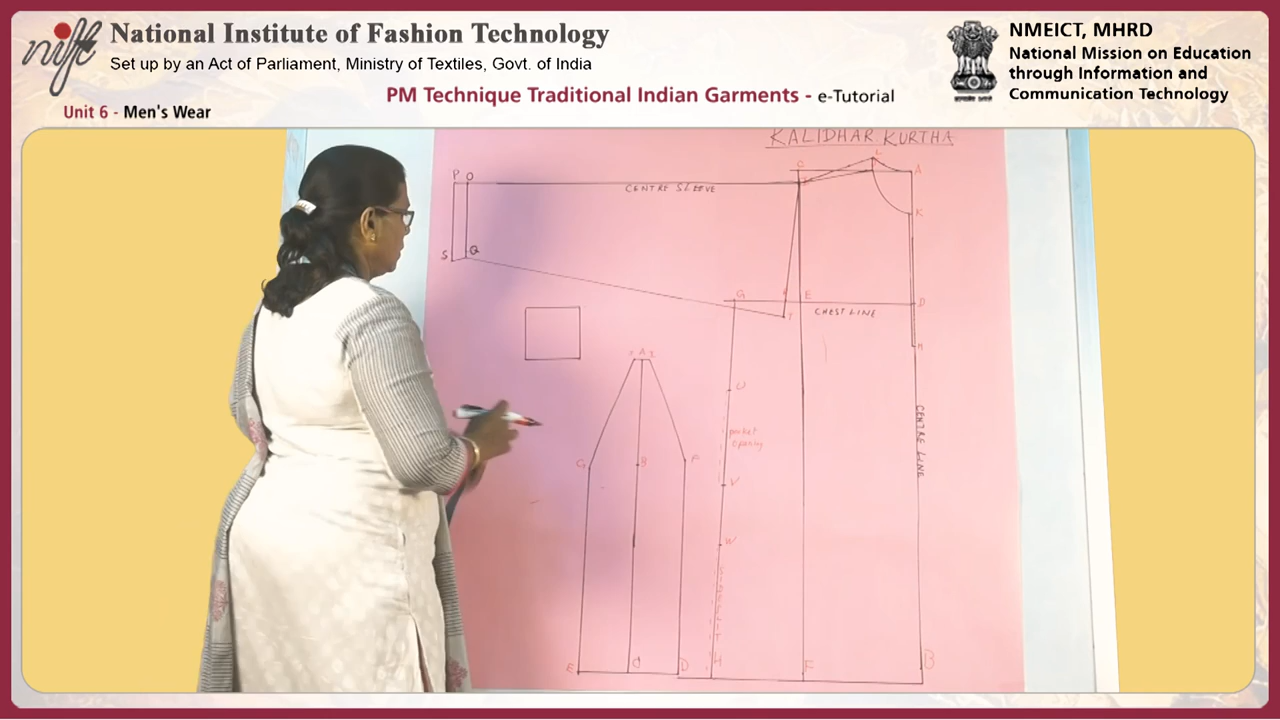 nift
National Institute of Fashion Technology
Set up by an Act of Parliament, Ministry of Textiles, Govt. of India
Unit 6 - Men's Wear
PM Technique Traditional Indian Garments - e-Tutorial
NMEICT, MHRD
National Mission on Education
through Information and
Communication Technology
KALIDHAR KURTHA
C
L
A
P O
CENTRE SLEEVE
K
S
Q
G
E
D
CHEST LINE
A
U
pocket
opening
CENTRE LINE
G
B
F
V
W
E
C
D
H
F
B